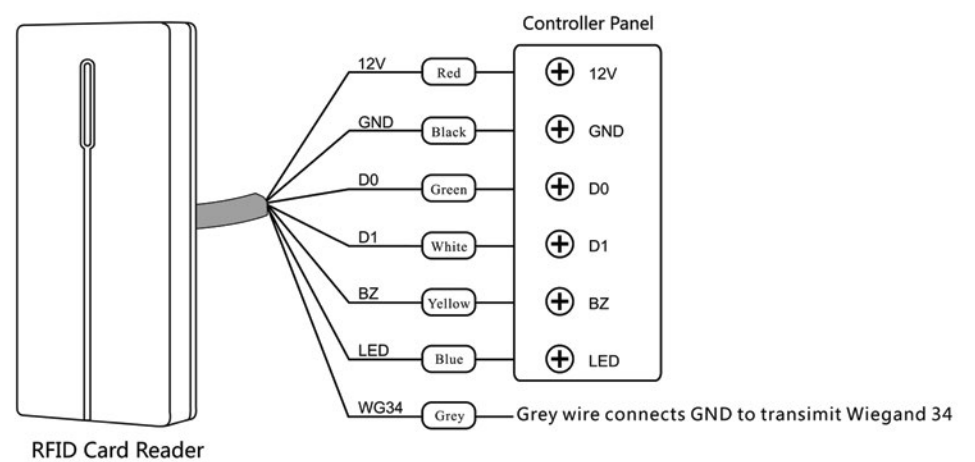 Controller Panel
12V Red 12V
GND Black GND
D0 Green D0
D1 White D1
BZ Yellow BZ
LED Blue LED
WG34 Grey Grey wire connects GND to transimit Wiegand 34
RFID Card Reader